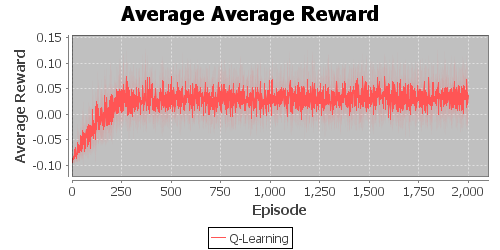 Average Average Reward
0.15
0.10
0.05
0.00
-0.05
-0.10
Average Reward
0 250 500 750 1,000 1,250 1,500 1,750 2,000
Episode
Q-Learning